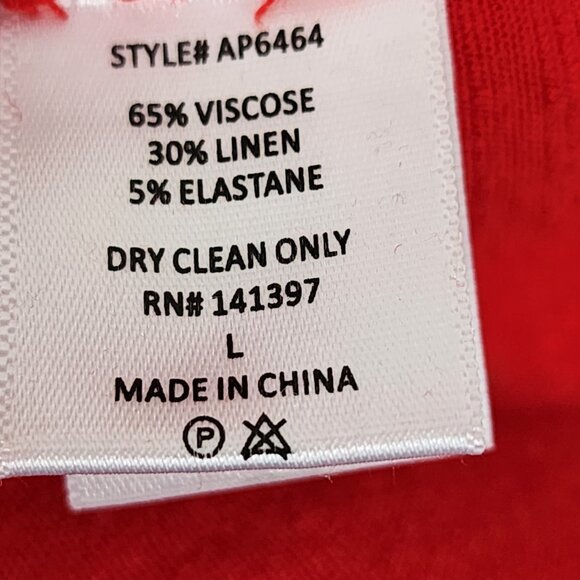 STYLE# AP6464
65% VISCOSE
30% LINEN
5% ELASTANE
DRY CLEAN ONLY
RN# 141397
L
MADE IN CHINA
P